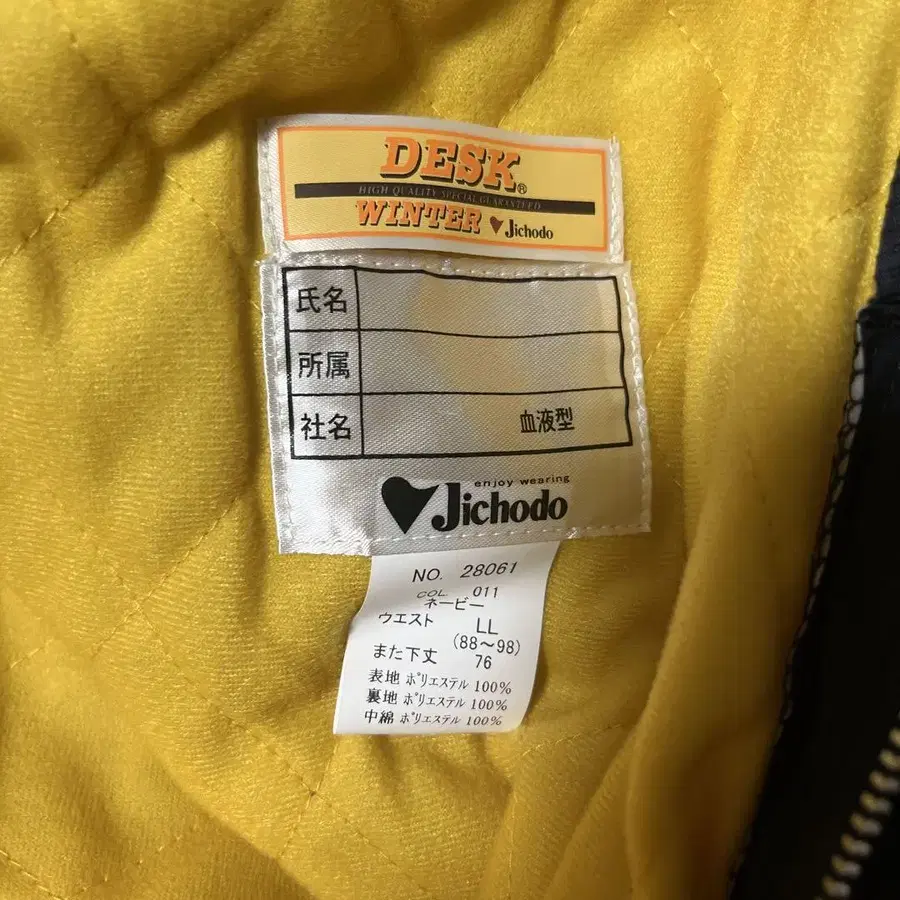 DESK®
HIGH QUALITY SPECIAL GUARANTEED
WINTER Jichodo
氏名
所属
社名 血液型
enjoy wearing
Jichodo
NO. 28061
COL 011
ネービー
ウエスト LL
(88〜98)
また下丈 76
表地 ポリエステル 100%
裏地 ポリエステル 100%
中綿 ポリエステル 100%